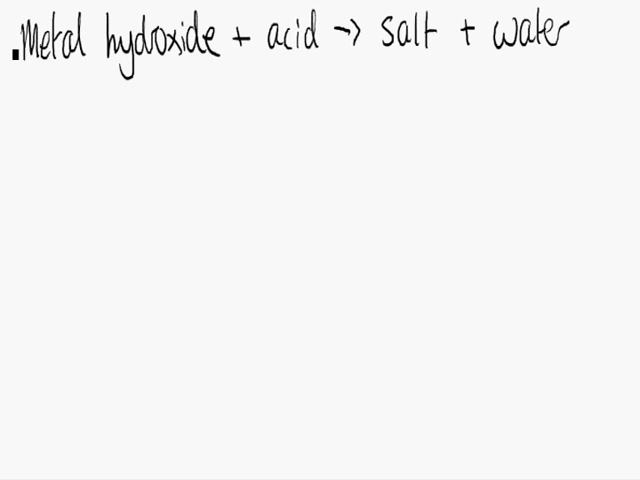 .Metal hydroxide + acid → salt + water